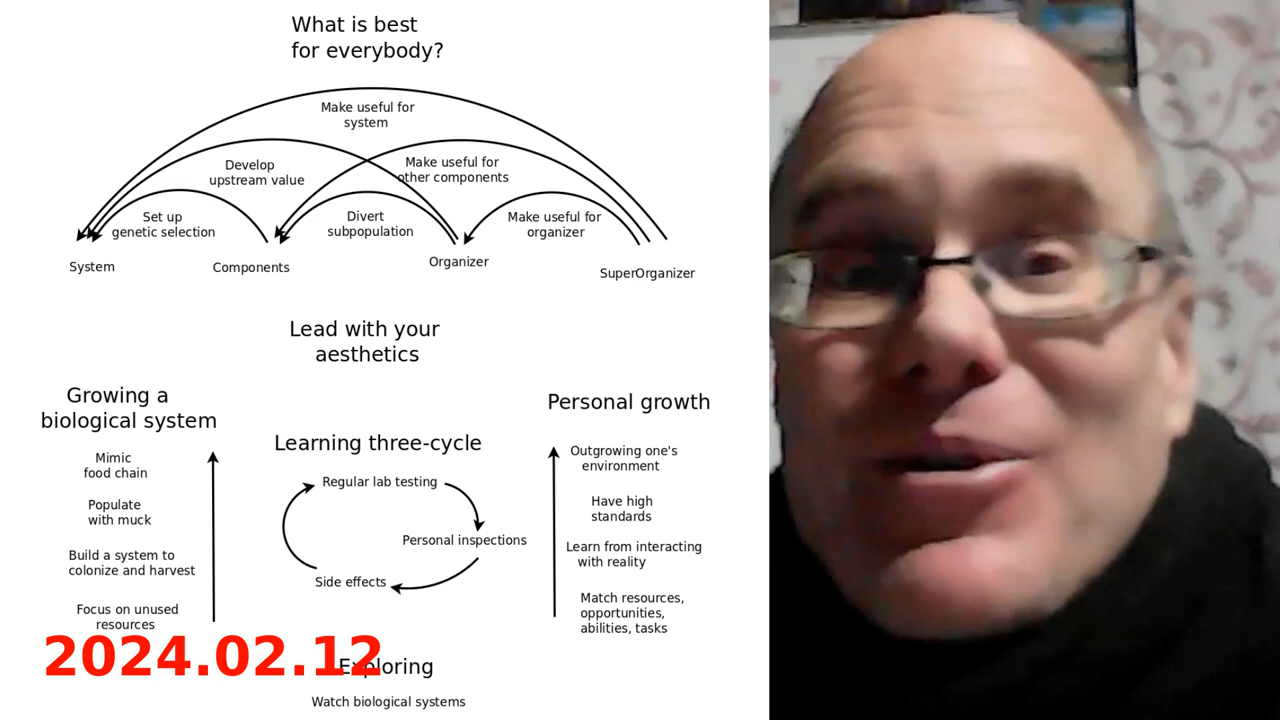 What is best
for everybody?
Make useful for
system
Develop
upstream value
Make useful for
other components
Set up
genetic selection
Divert
subpopulation
Make useful for
organizer
System
Components
Organizer
SuperOrganizer
Lead with your
aesthetics
Growing a
biological system
Mimic
food chain
Populate
with muck
Build a system to
colonize and harvest
Focus on unused
resources
Learning three-cycle
Regular lab testing
Personal inspections
Side effects
Personal growth
Outgrowing one's
environment
Have high
standards
Learn from interacting
with reality
Match resources,
opportunities,
abilities, tasks
2024.02.12
Exploring
Watch biological systems